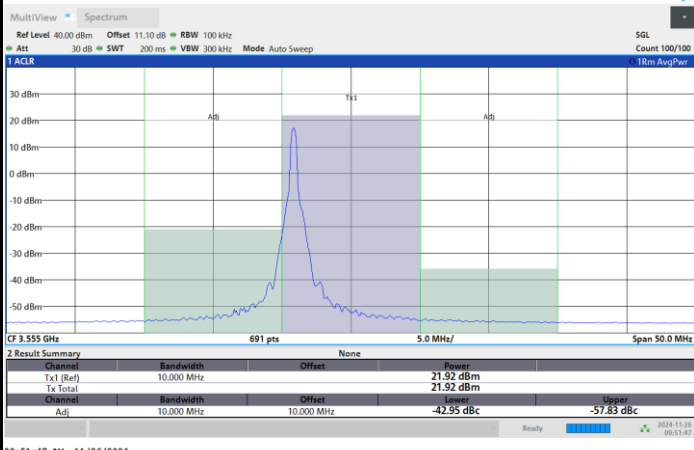 MultiView Spectrum
Ref Level 40.00 dBm Offset 11.10 dB RBW 100 kHz SGL
Att 30 dB SWT 200 ms VBW 300 kHz Mode Auto Sweep Count 100/100
1 ACLR 1Rm AvgPwr
30 dBm
Tx1
20 dBm
Adj Adj
10 dBm
0 dBm
-10 dBm
-20 dBm
-30 dBm
-40 dBm
-50 dBm
CF 3.555 GHz 691 pts 5.0 MHz/ Span 50.0 MHz
2 Result Summary None
Channel Bandwidth Offset Power
Tx1 (Ref) 10.000 MHz 21.92 dBm
Tx Total 21.92 dBm
Channel Bandwidth Offset Lower Upper
Adj 10.000 MHz 10.000 MHz -42.95 dBc -57.83 dBc
Ready 2024-11-26
09:51:47